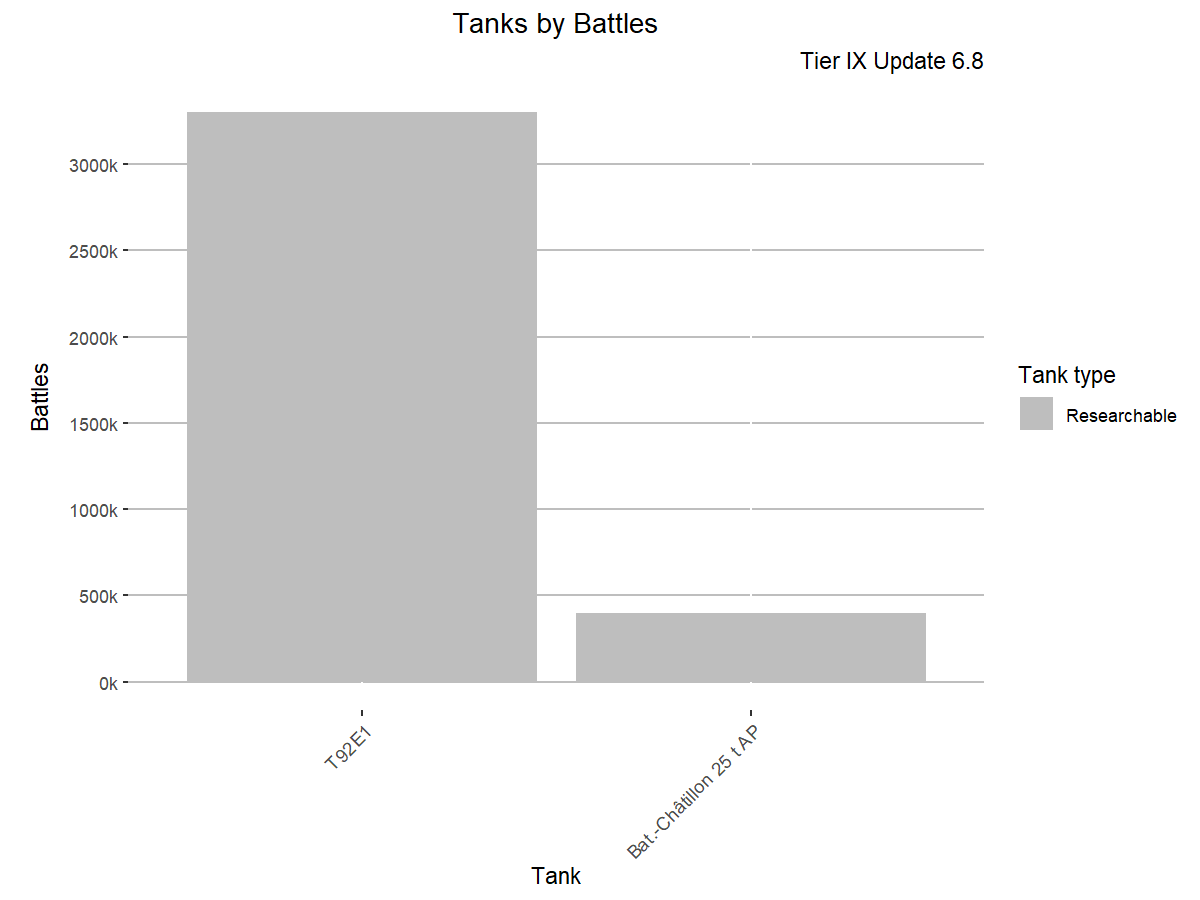 Tanks by Battles
Tier IX Update 6.8
3000k
2500k
2000k
1500k
1000k
500k
0k
Battles
T92E1
Bat.-Châtillon 25 t AP
Tank
Tank type
Researchable